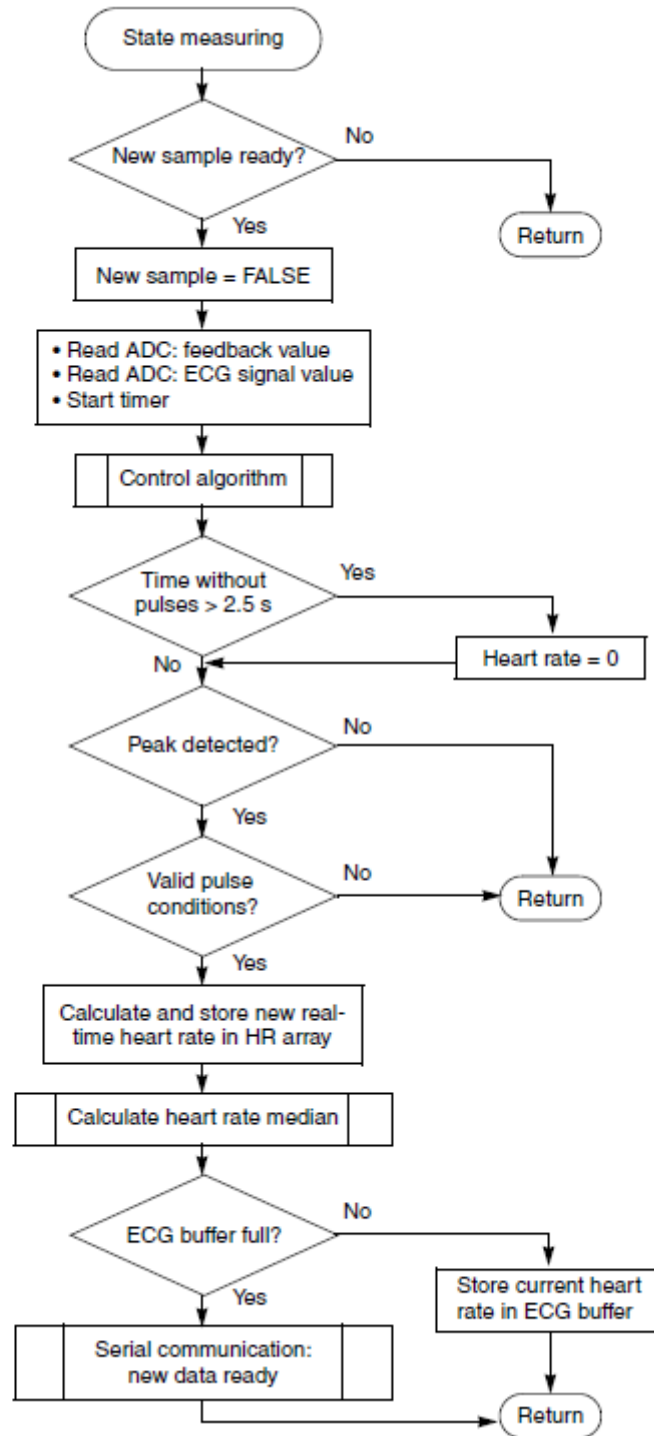 State measuring
New sample ready?
No
Return
Yes
New sample = FALSE
• Read ADC: feedback value
• Read ADC: ECG signal value
• Start timer
Control algorithm
Time without
pulses > 2.5 s
Yes
Heart rate = 0
No
Peak detected?
No
Yes
Valid pulse
conditions?
No
Return
Yes
Calculate and store new real-
time heart rate in HR array
Calculate heart rate median
ECG buffer full?
No
Store current heart
rate in ECG buffer
Yes
Serial communication:
new data ready
Return